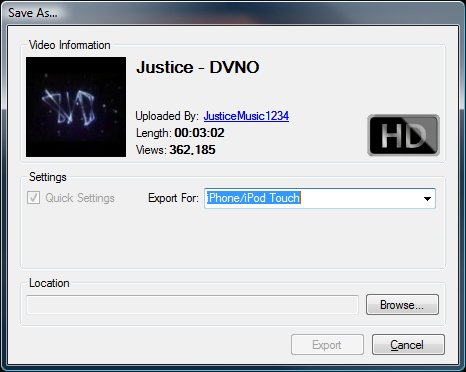 Save As...
Video Information
Justice - DVNO
Uploaded By: JusticeMusic1234
Length: 00:03:02
Views: 362,185
HD
Settings
Quick Settings
Export For: iPhone/iPod Touch
Location
Browse...
Export
Cancel